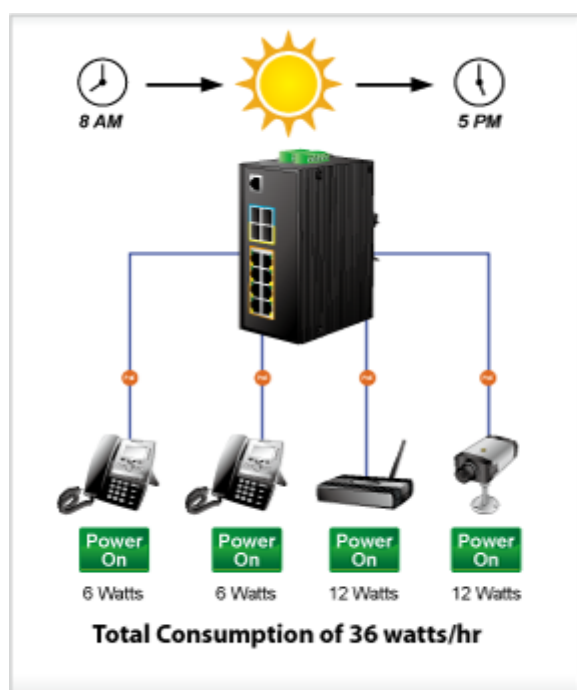 8 AM
5 PM
Power
On
6 Watts
Power
On
6 Watts
Power
On
12 Watts
Power
On
12 Watts
Total Consumption of 36 watts/hr